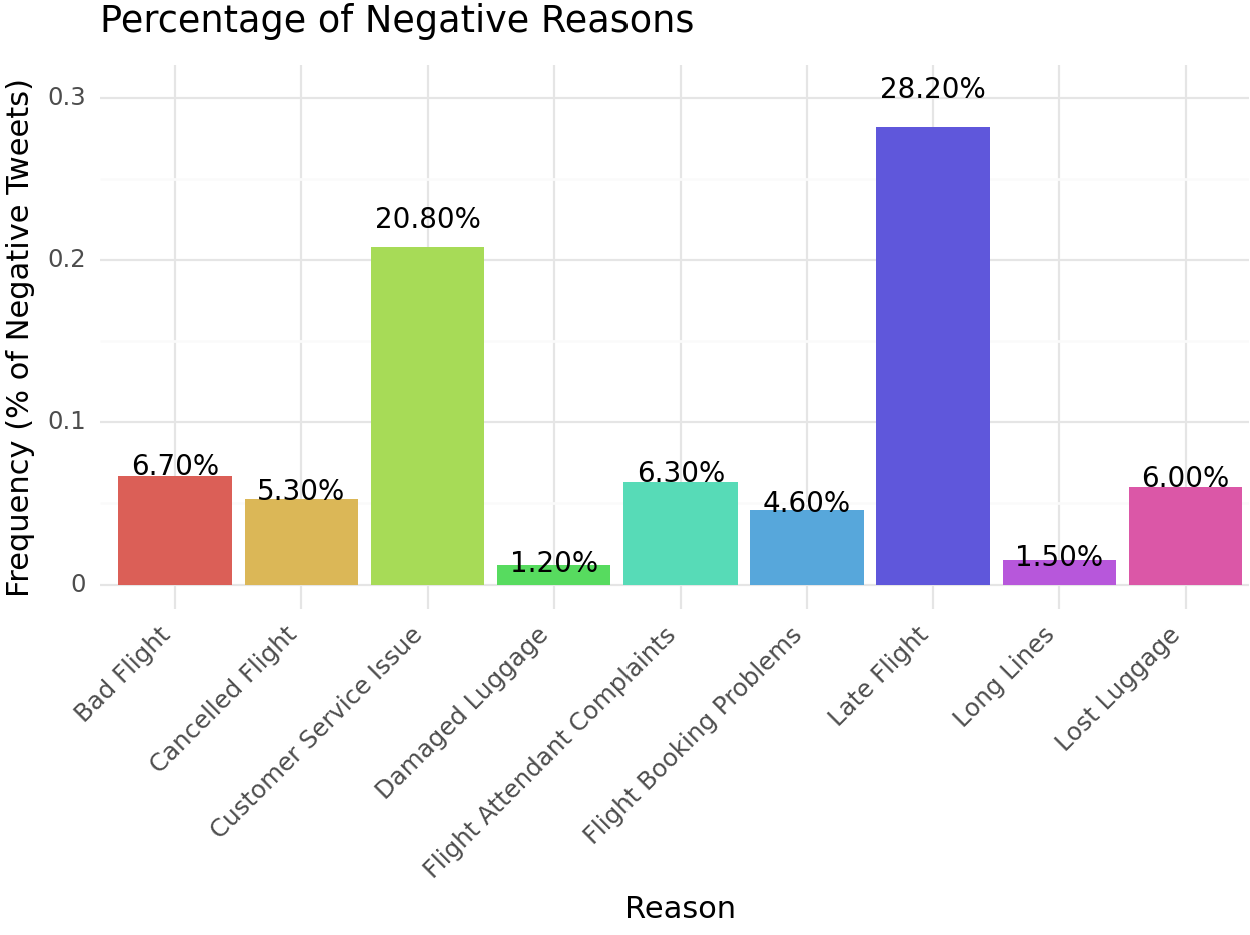 Percentage of Negative Reasons
Frequency (% of Negative Tweets)
0.3
0.2
0.1
0
6.70%
5.30%
20.80%
1.20%
6.30%
4.60%
28.20%
1.50%
6.00%
Bad Flight
Cancelled Flight
Customer Service Issue
Damaged Luggage
Flight Attendant Complaints
Flight Booking Problems
Late Flight
Long Lines
Lost Luggage
Reason